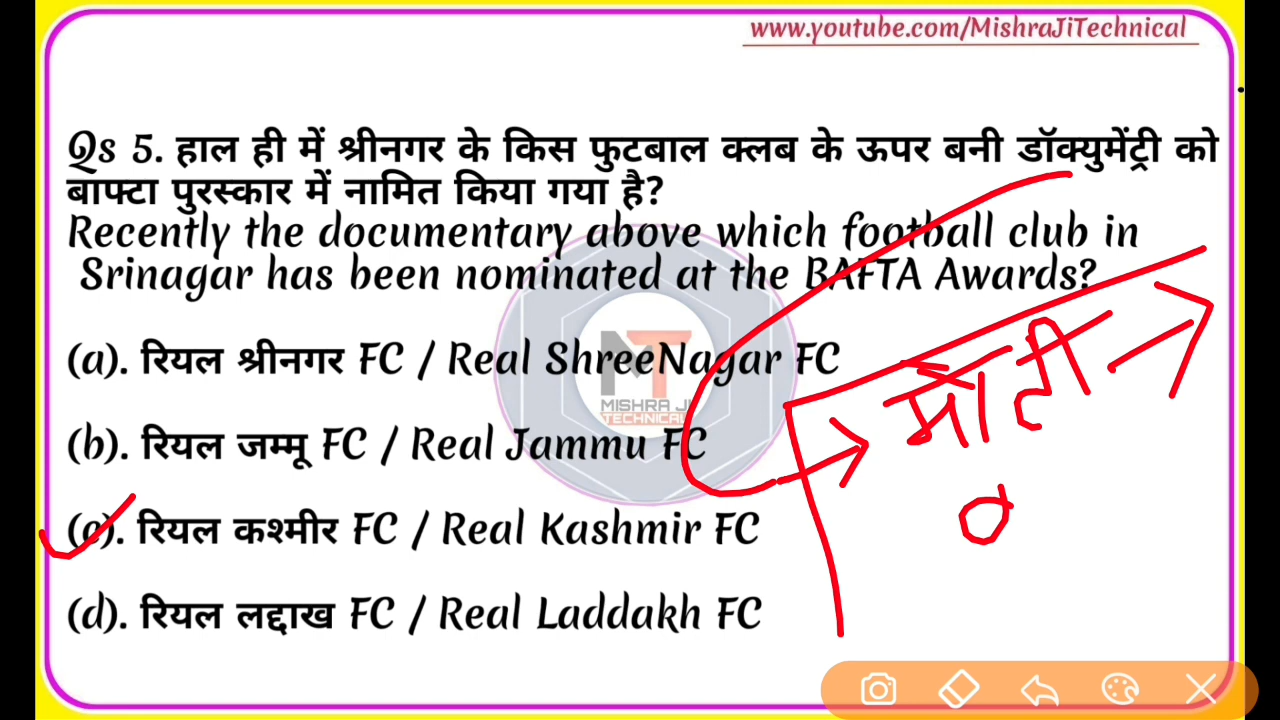 www.youtube.com/MishraJiTechnical
Qs 5. हाल ही में श्रीनगर के किस फुटबाल क्लब के ऊपर बनी डॉक्युमेंट्री को
बाफ्टा पुरस्कार में नामित किया गया है?
Recently the documentary above which football club in
Srinagar has been nominated at the BAFTA Awards?
(a). रियल श्रीनगर FC / Real ShreeNagar FC
MT
MISHRA JI
TECHNICAL
(b). रियल जम्मू FC / Real Jammu FC
(c). रियल कश्मीर FC / Real Kashmir FC
(d). रियल लद्दाख FC / Real Laddakh FC